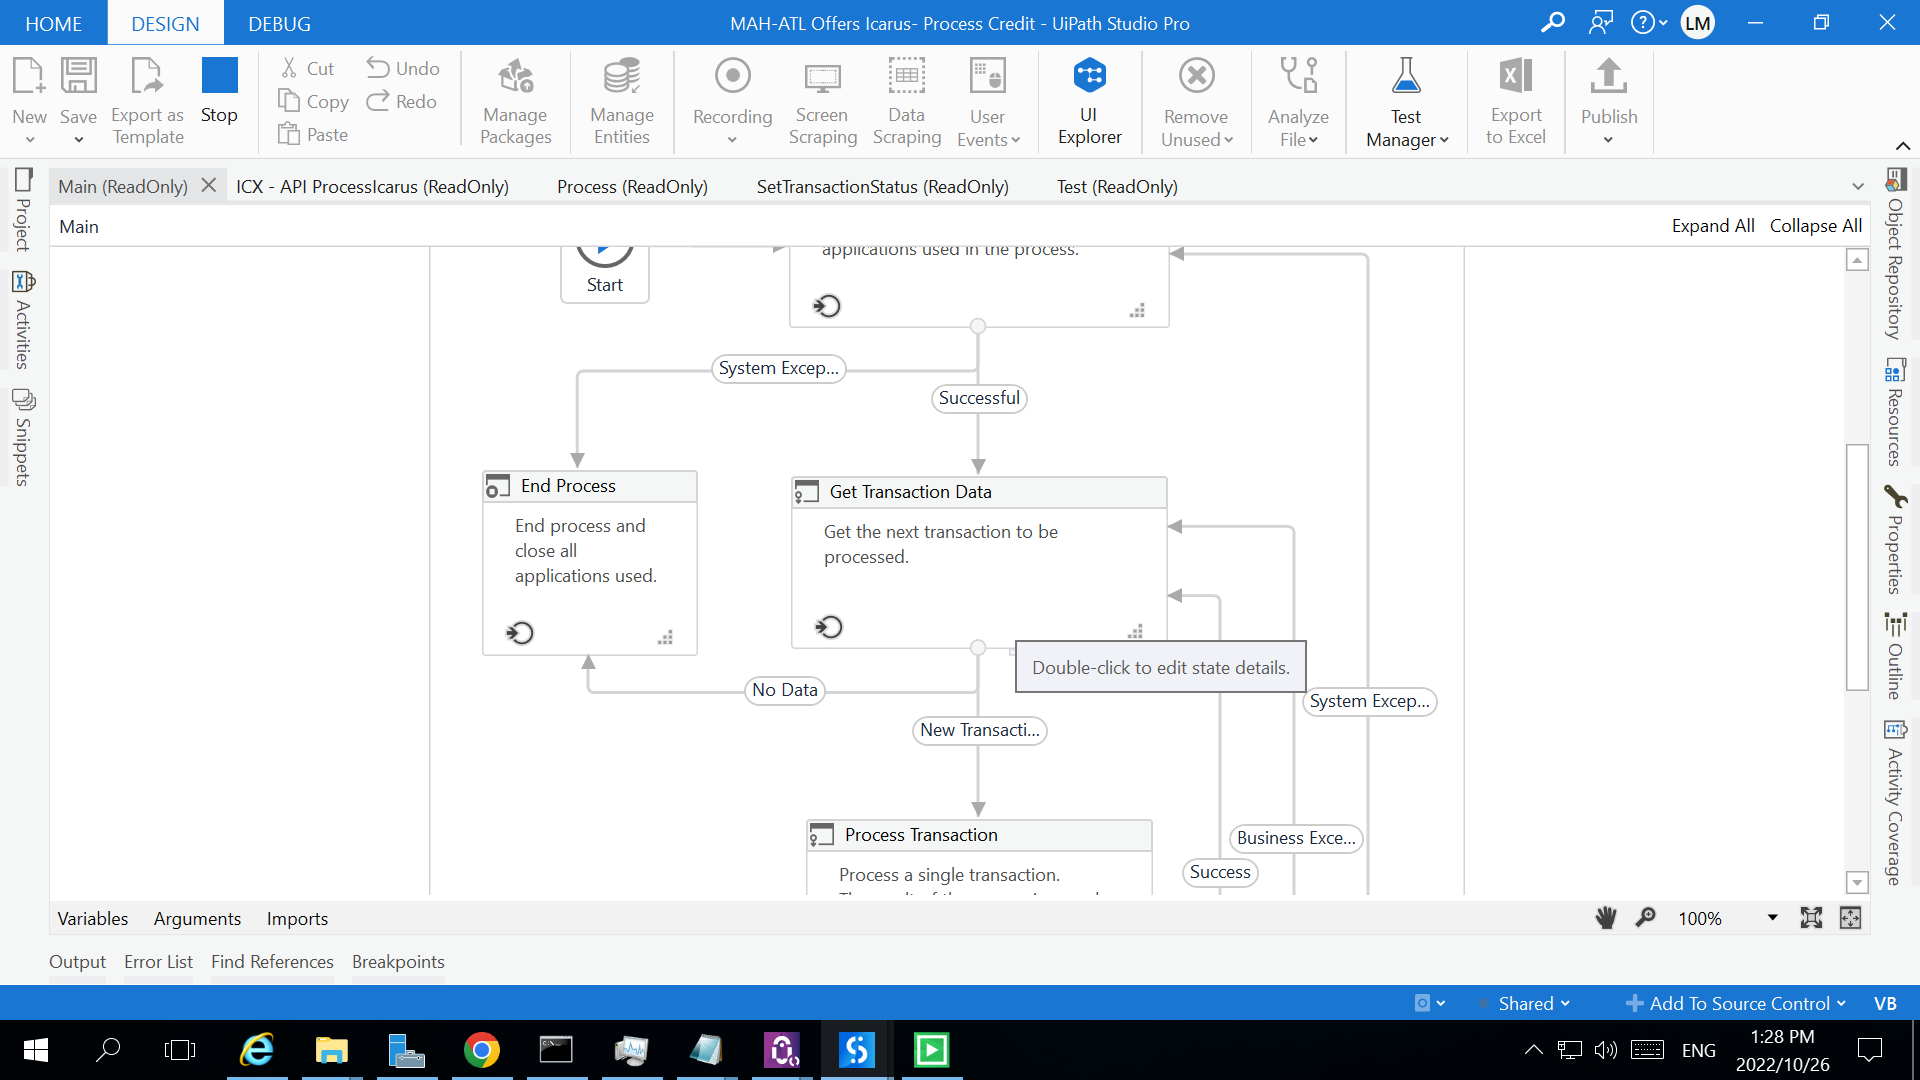 HOME
DESIGN
DEBUG
MAH-ATL Offers Icarus- Process Credit - UiPath Studio Pro
LM
New
Save
Export as
Template
Stop
Cut
Copy
Paste
Undo
Redo
Manage
Packages
Manage
Entities
Recording
Screen
Scraping
Data
Scraping
User
Events
UI
Explorer
Remove
Unused
Analyze
File
Test
Manager
Export
to Excel
Publish
Project
Activities
Snippets
Main (ReadOnly)
ICX - API ProcessIcarus (ReadOnly)
Process (ReadOnly)
SetTransactionStatus (ReadOnly)
Test (ReadOnly)
Main
Expand All
Collapse All
Start
applications used in the process.
System Excep...
Successful
End Process
End process and
close all
applications used.
Get Transaction Data
Get the next transaction to be
processed.
Double-click to edit state details.
No Data
New Transacti...
System Excep...
Process Transaction
Process a single transaction.
Business Exce...
Success
Object Repository
Resources
Properties
Outline
Activity Coverage
Variables
Arguments
Imports
100%
Output
Error List
Find References
Breakpoints
Shared
Add To Source Control
VB
ENG
1:28 PM
2022/10/26